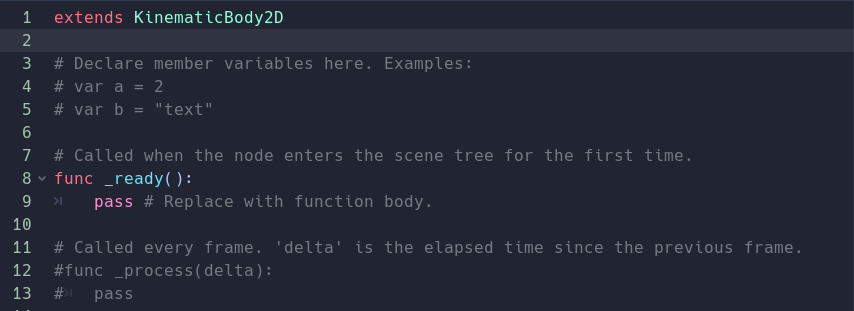 1 extends KinematicBody2D
2
3 # Declare member variables here. Examples:
4 # var a = 2
5 # var b = "text"
6
7 # Called when the node enters the scene tree for the first time.
8 func _ready():
9 pass # Replace with function body.
10
11 # Called every frame. 'delta' is the elapsed time since the previous frame.
12 #func _process(delta):
13 # pass